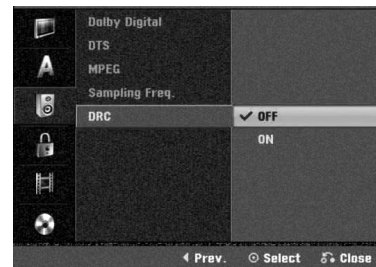 Dolby Digital
DTS
MPEG
Sampling Freq.
DRC
OFF
ON
Prev. Select Close